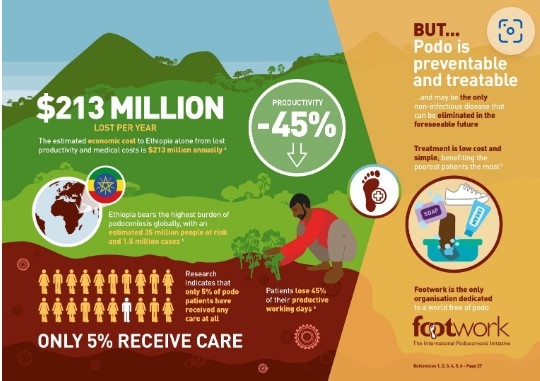 $213 MILLION
LOST PER YEAR
The estimated economic cost to Ethiopia alone from lost
productivity and medical costs is $213 million annually 4
PRODUCTIVITY
-45%
Ethiopia bears the highest burden of
podoconiosis globally, with an
estimated 35 million people at risk
and 1.5 million cases 5
Research
indicates that
only 5% of podo
patients have
received any
care at all
ONLY 5% RECEIVE CARE
Patients lose 45%
of their productive
working days 6
BUT...
Podo is
preventable
and treatable
...and may be the only
non-infectious disease that
can be eliminated in the
foreseeable future
Treatment is low cost and
simple, benefiting the
poorest patients the most
SOAP
Footwork is the only
organisation dedicated
to a world free of podo
footwork
The International Podoconiosis Initiative
References 1, 2, 3, 4, 5, 6 - Page 27